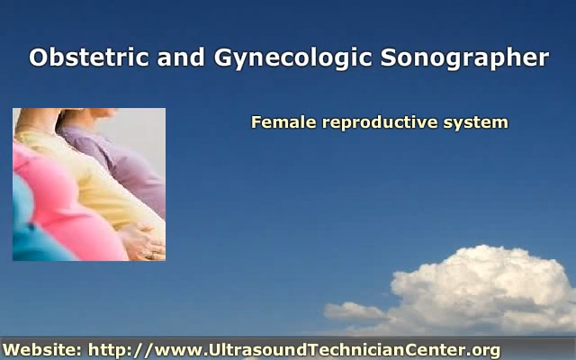 Obstetric and Gynecologic Sonographer
Female reproductive system
Website: http://www.UltrasoundTechnicianCenter.org